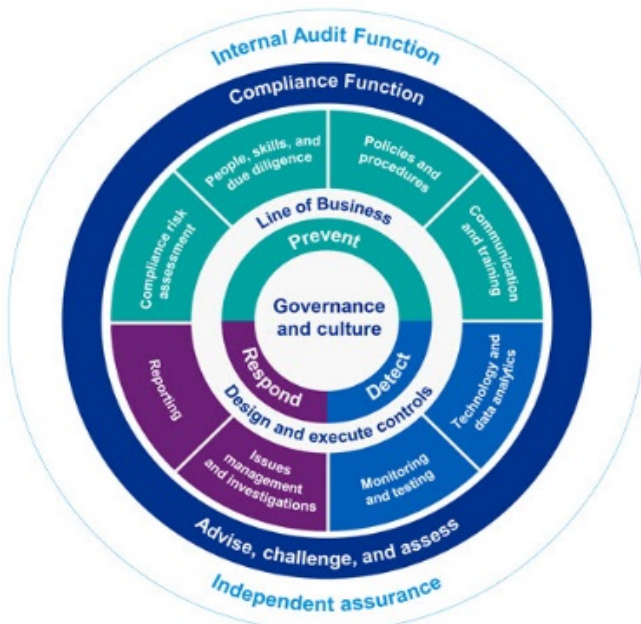 Internal Audit Function
Compliance Function
People, skills, and
due diligence
Policies and
procedures
Compliance risk
assessment
Communication
and training
Line of Business
Prevent
Governance
and culture
Respond
Detect
Design and execute controls
Reporting
Technology and
data analytics
Issues
management
and investigations
Monitoring
and testing
Advise, challenge, and assess
Independent assurance